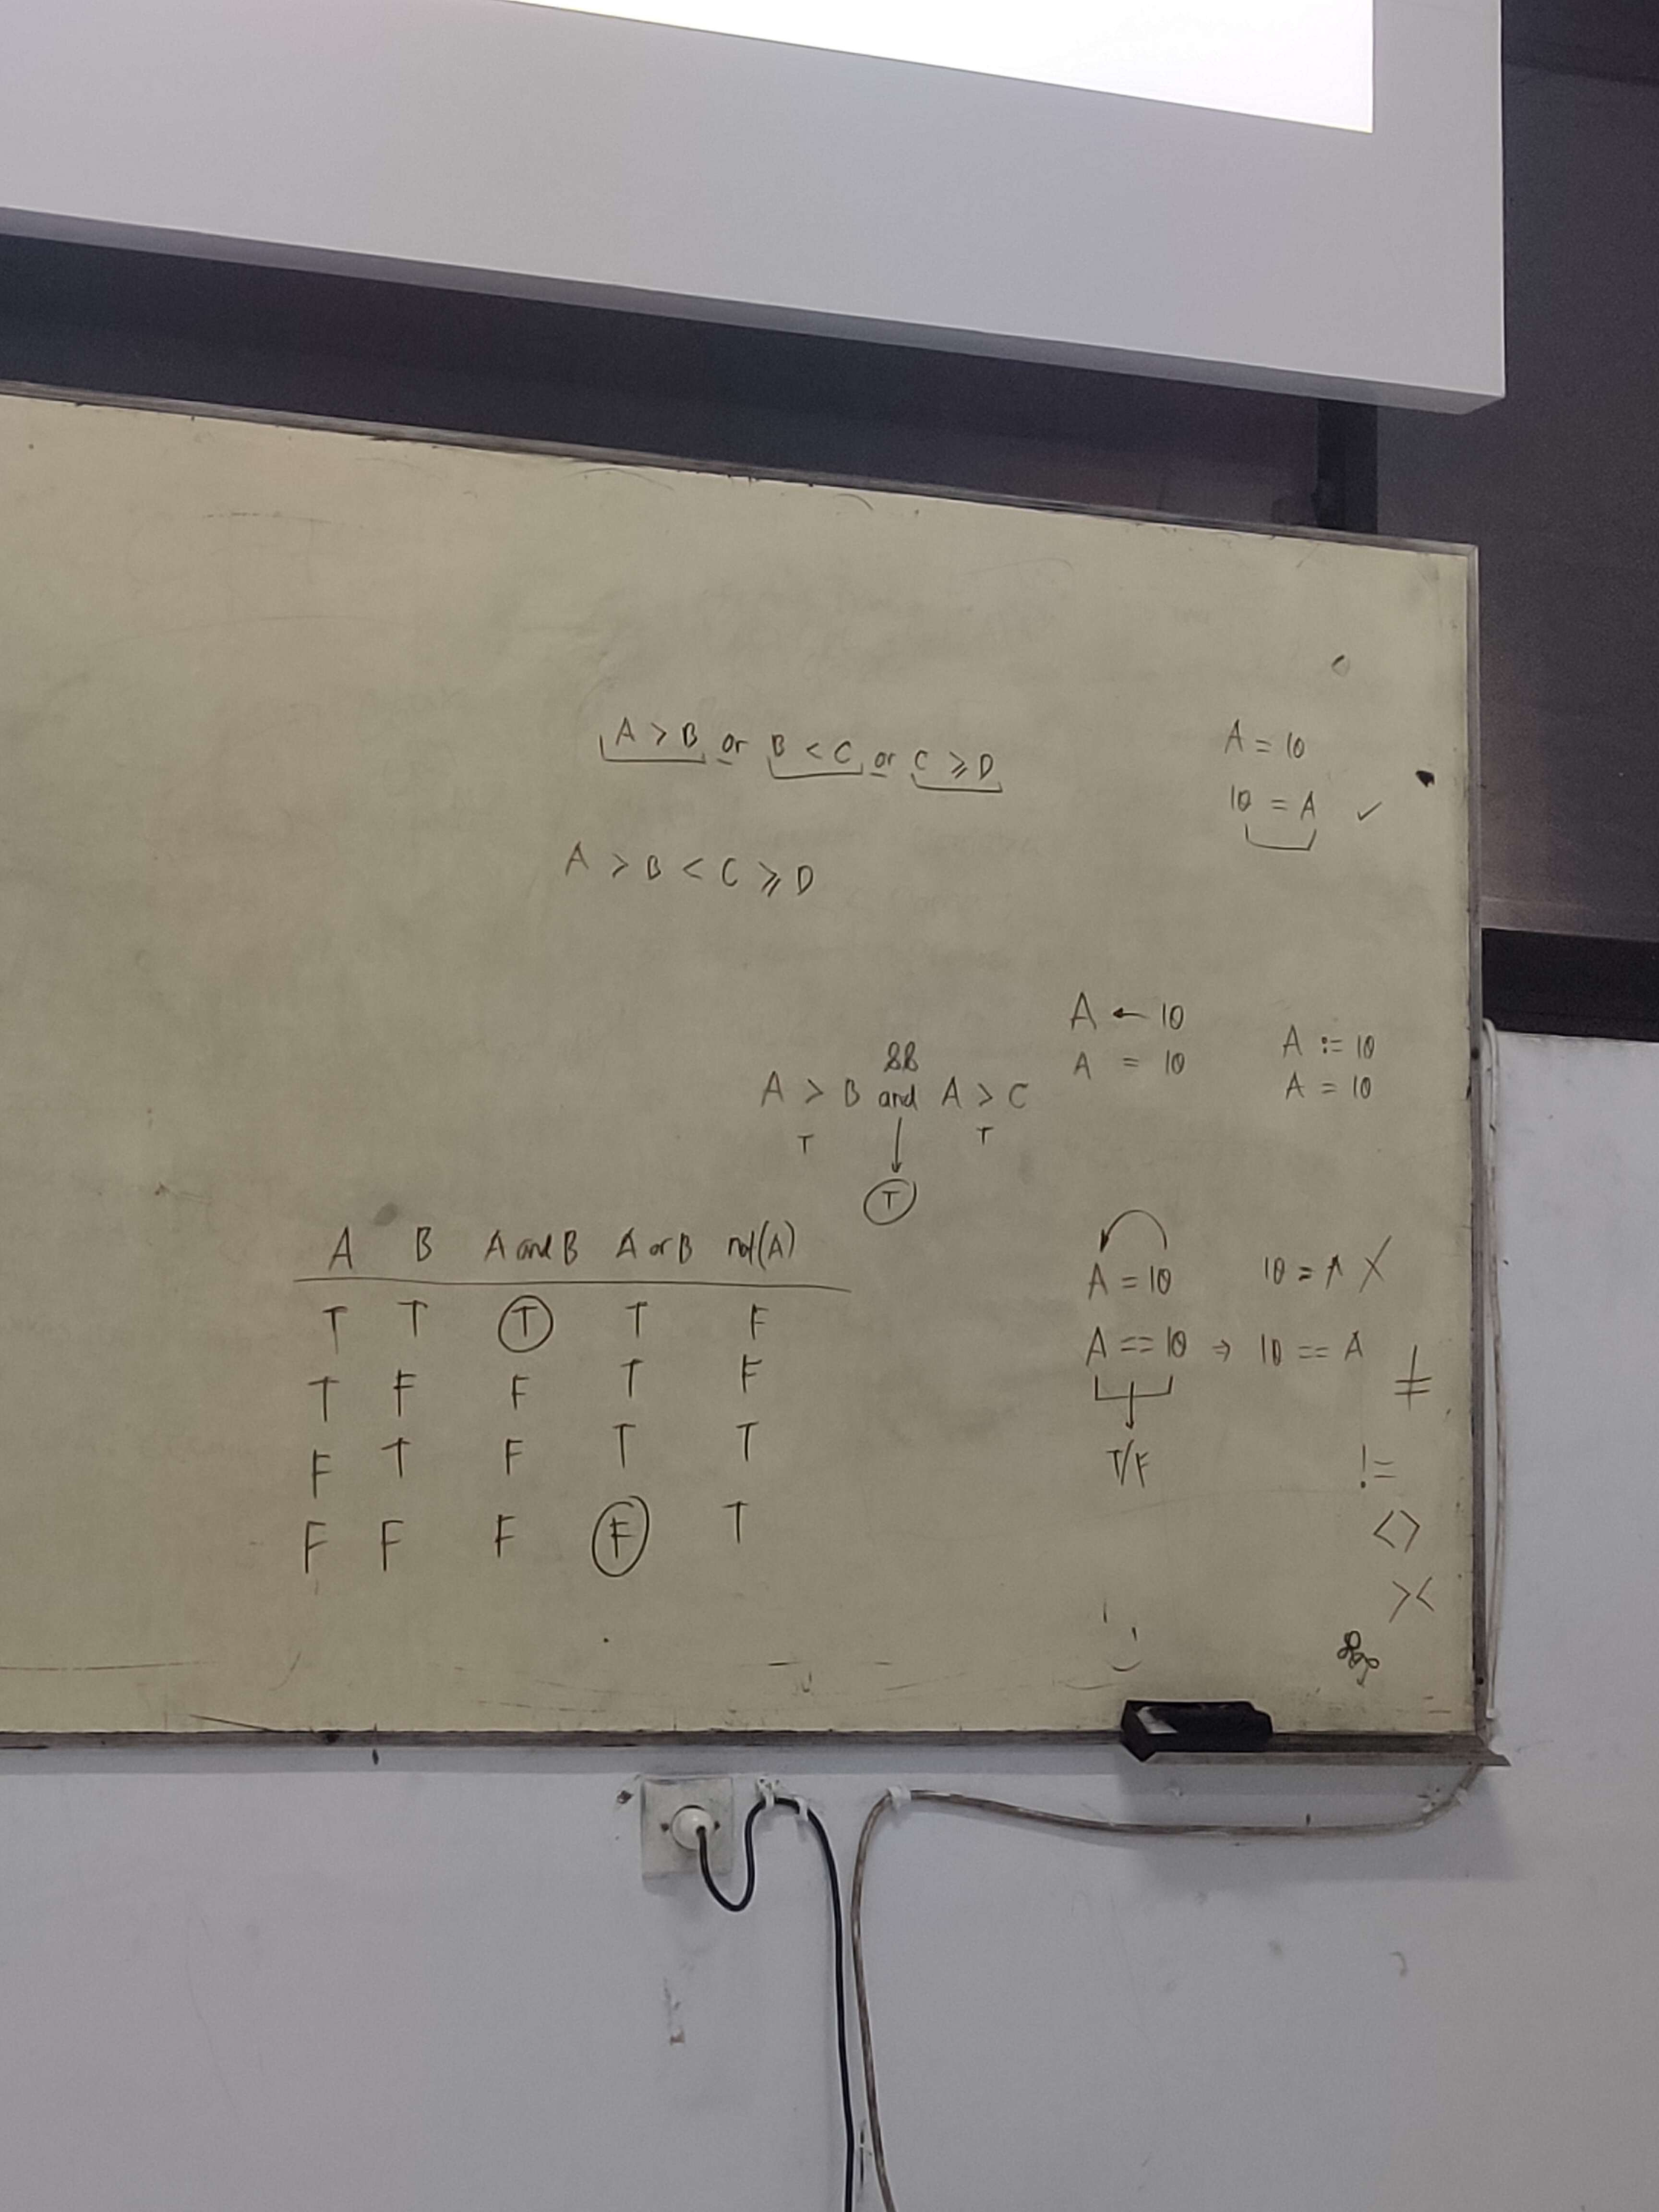 A > B or B < C or C ⩾ D
A = 10
10 = A ✓
A > B < C ⩾ D
A ← 10
A = 10
A := 10
A = 10
&&
A > B and A > C
T T
T
A B A and B A or B not(A)
T T T T F
T F F T F
F T F T T
F F F F T
A = 10 10 = A X
A == 10 ⇒ 10 == A
T/F
≠
!=
<>
><